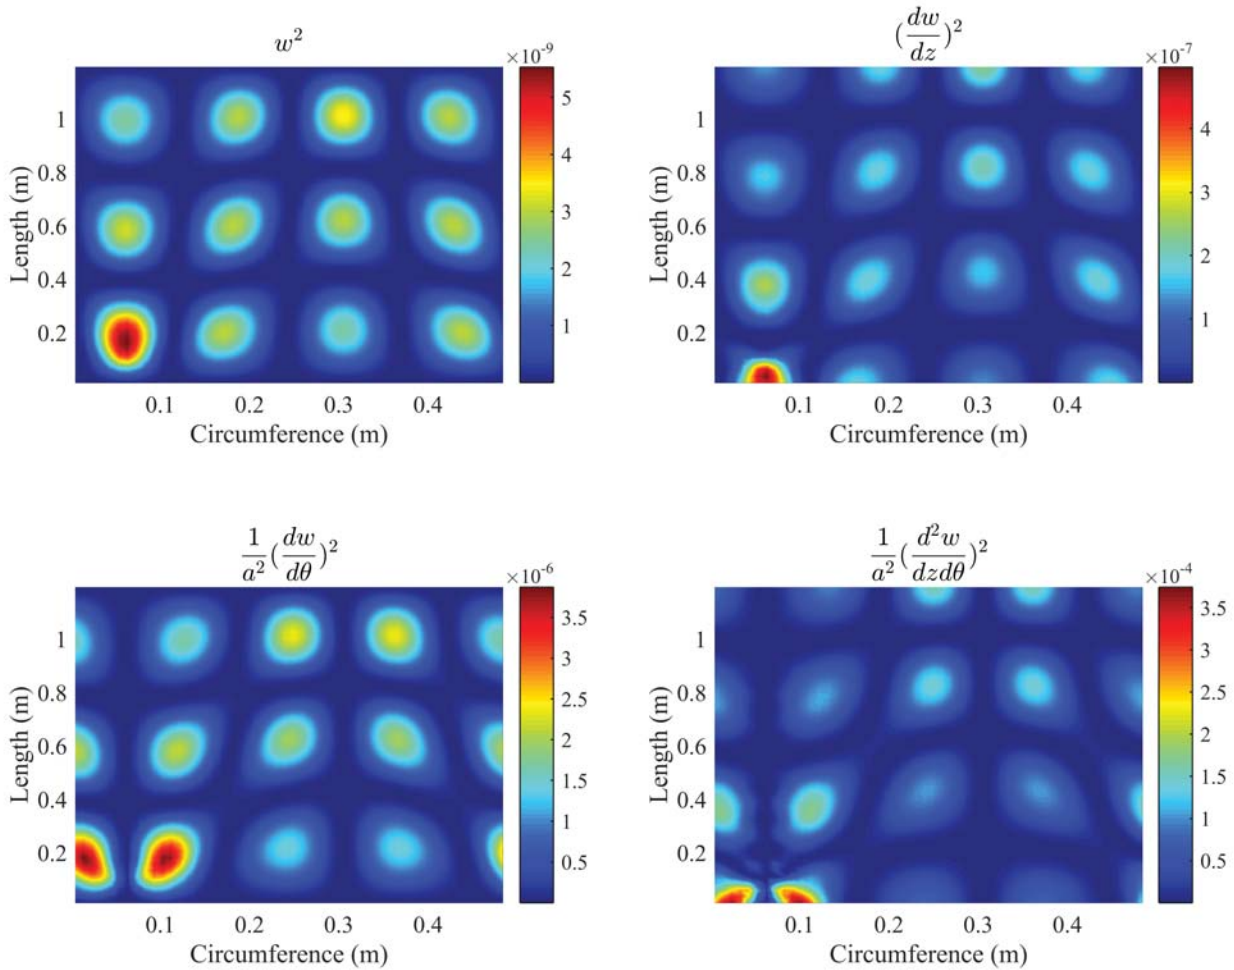 w²
×10⁻⁹
5
4
3
2
1
1
0.8
0.6
0.4
0.2
Length (m)
0.1 0.2 0.3 0.4
Circumference (m)
(dw/dz)²
×10⁻⁷
4
3
2
1
1
0.8
0.6
0.4
0.2
Length (m)
0.1 0.2 0.3 0.4
Circumference (m)
1/a² (dw/dθ)²
×10⁻⁶
3.5
3
2.5
2
1.5
1
0.5
1
0.8
0.6
0.4
0.2
Length (m)
0.1 0.2 0.3 0.4
Circumference (m)
1/a² (d²w/dzdθ)²
×10⁻⁴
3.5
3
2.5
2
1.5
1
0.5
1
0.8
0.6
0.4
0.2
Length (m)
0.1 0.2 0.3 0.4
Circumference (m)